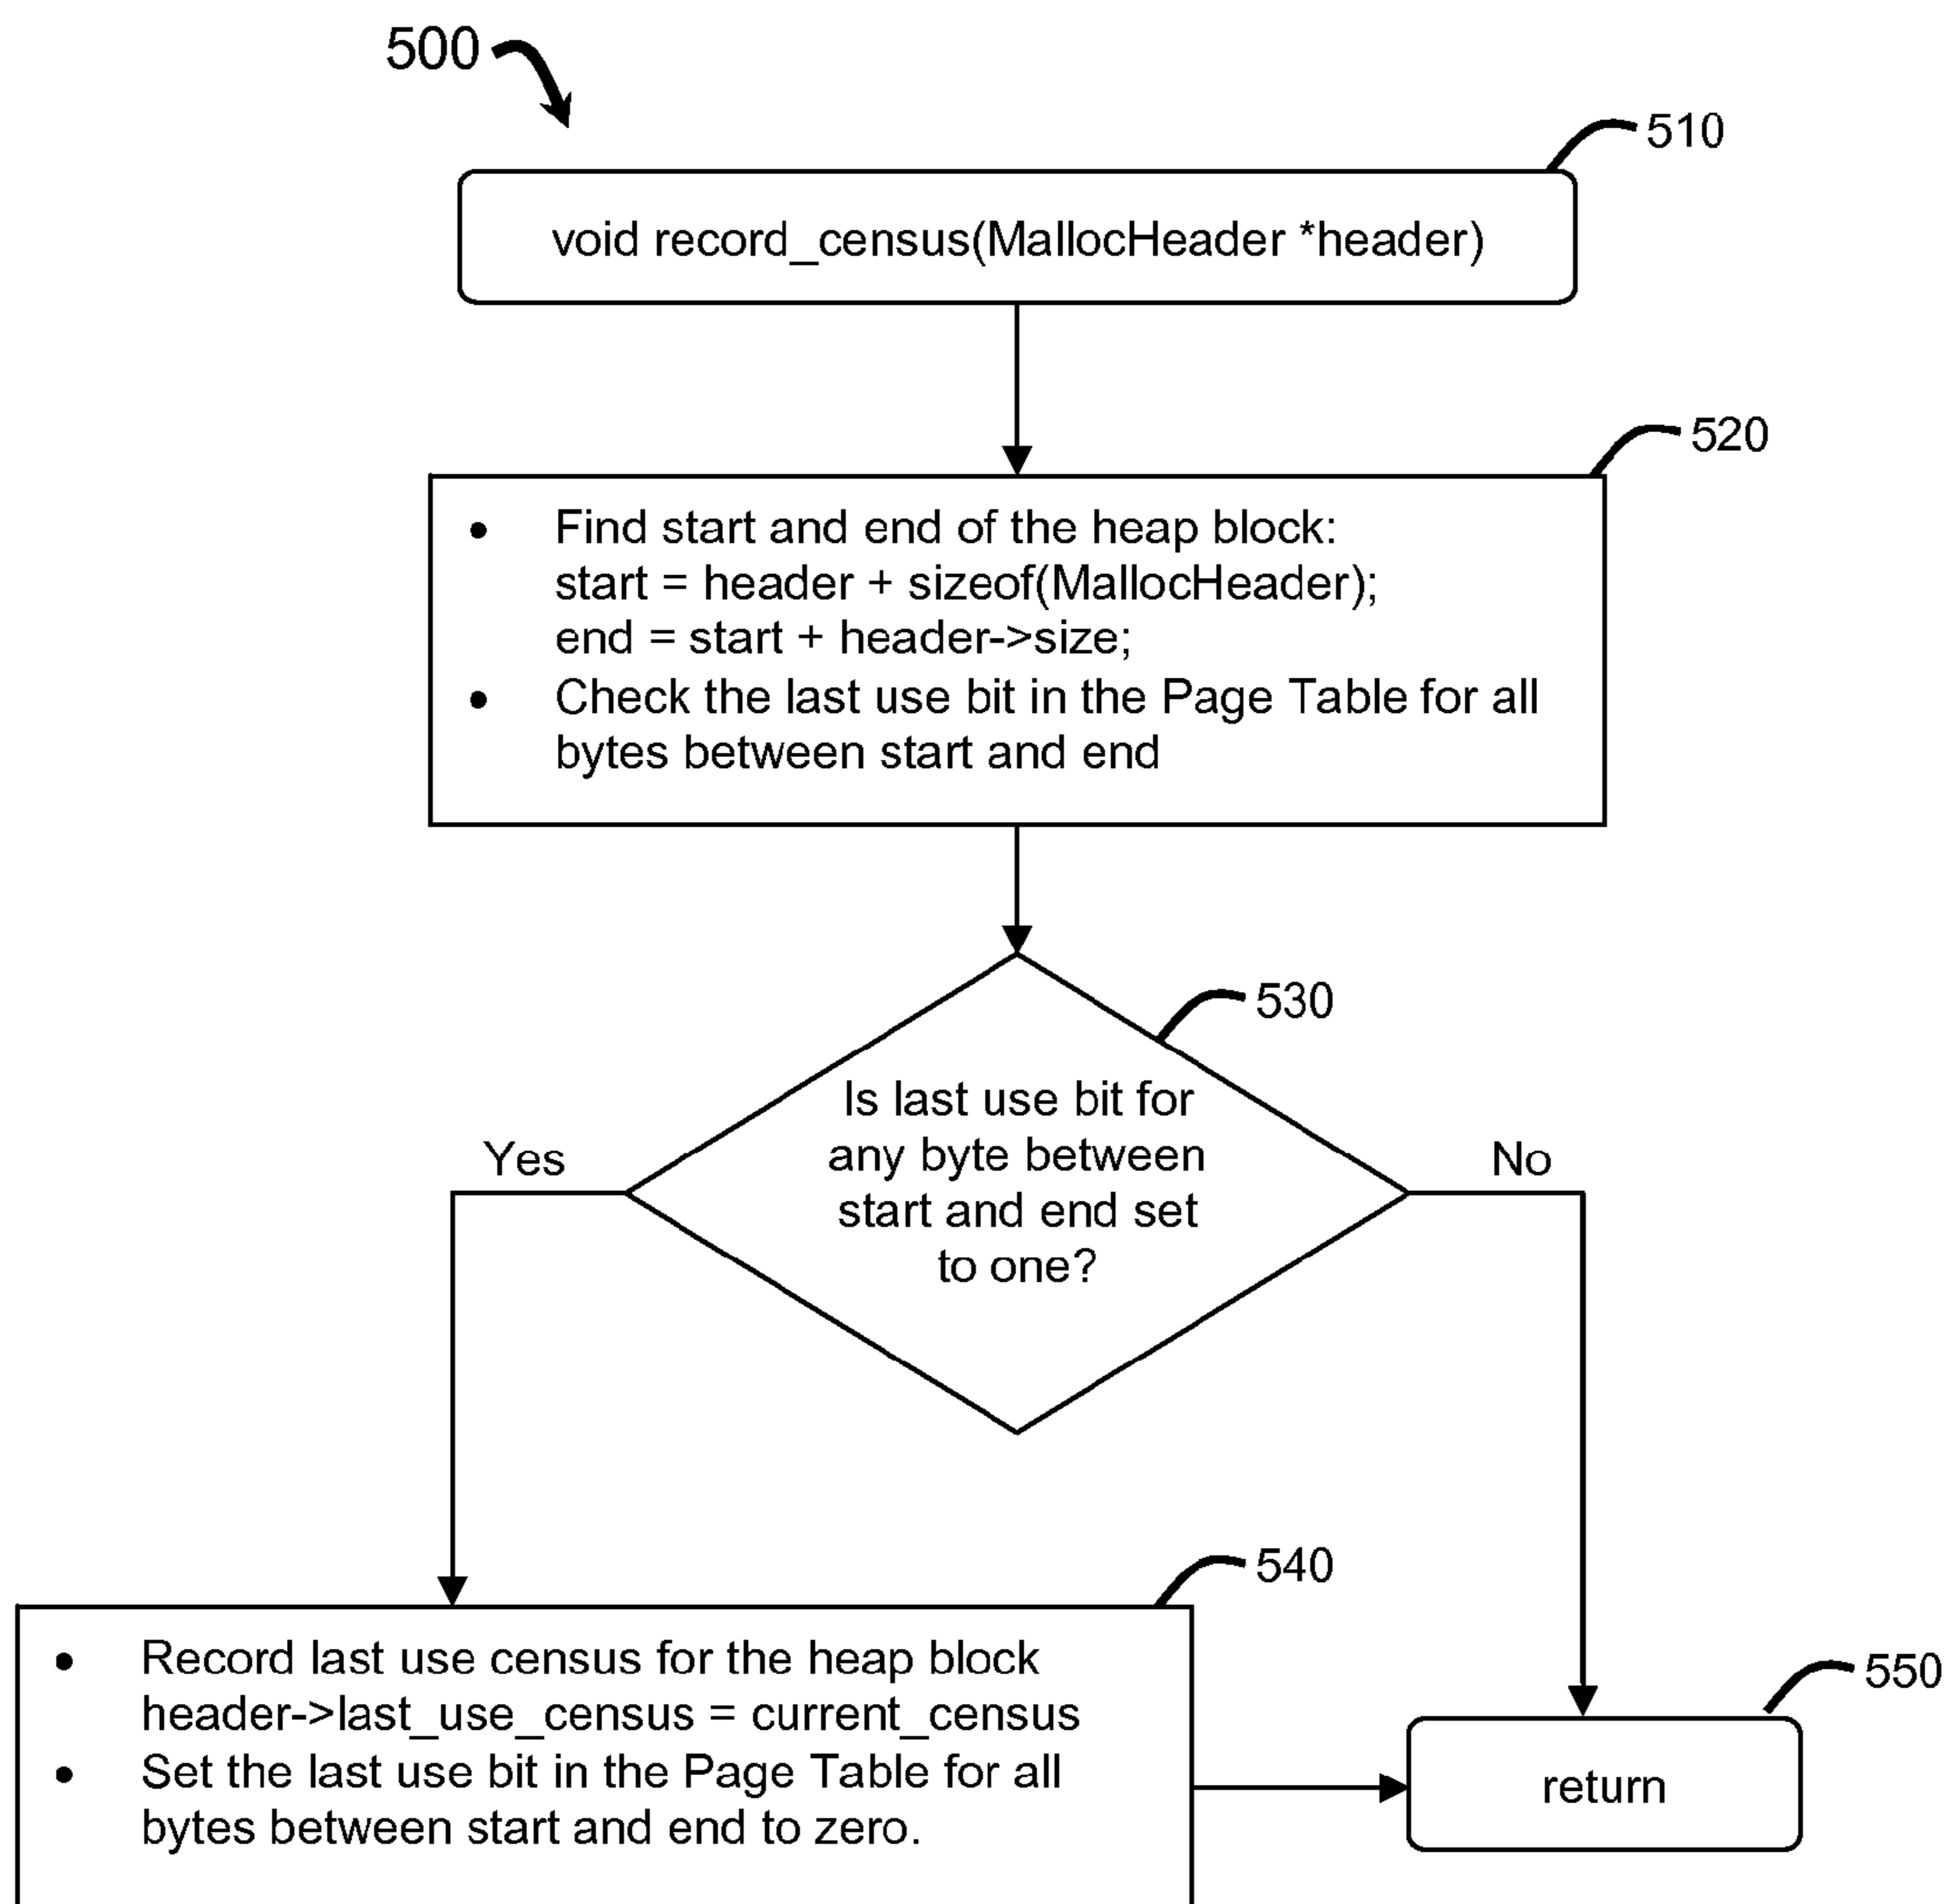 500
510
void record_census(MallocHeader *header)
520
• Find start and end of the heap block:
start = header + sizeof(MallocHeader);
end = start + header->size;
• Check the last use bit in the Page Table for all
bytes between start and end
530
Is last use bit for
any byte between
start and end set
to one?
Yes
No
540
• Record last use census for the heap block
header->last_use_census = current_census
• Set the last use bit in the Page Table for all
bytes between start and end to zero.
550
return